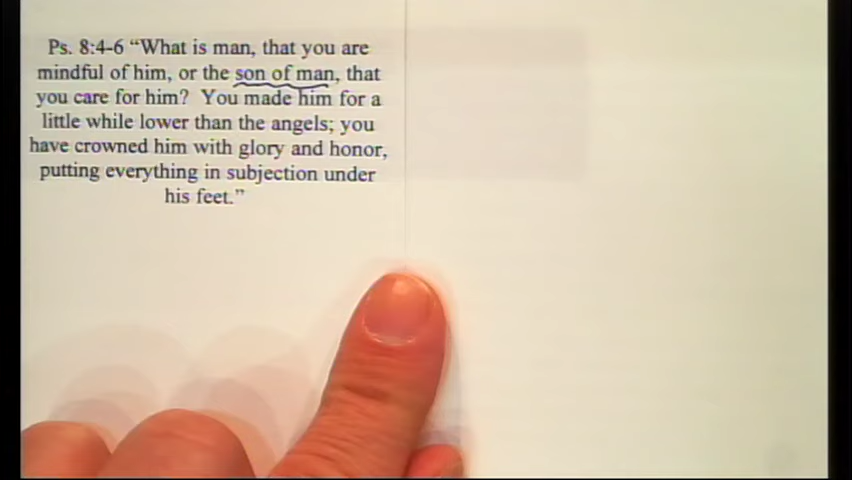 Ps. 8:4-6 “What is man, that you are
mindful of him, or the son of man, that
you care for him? You made him for a
little while lower than the angels; you
have crowned him with glory and honor,
putting everything in subjection under
his feet.”